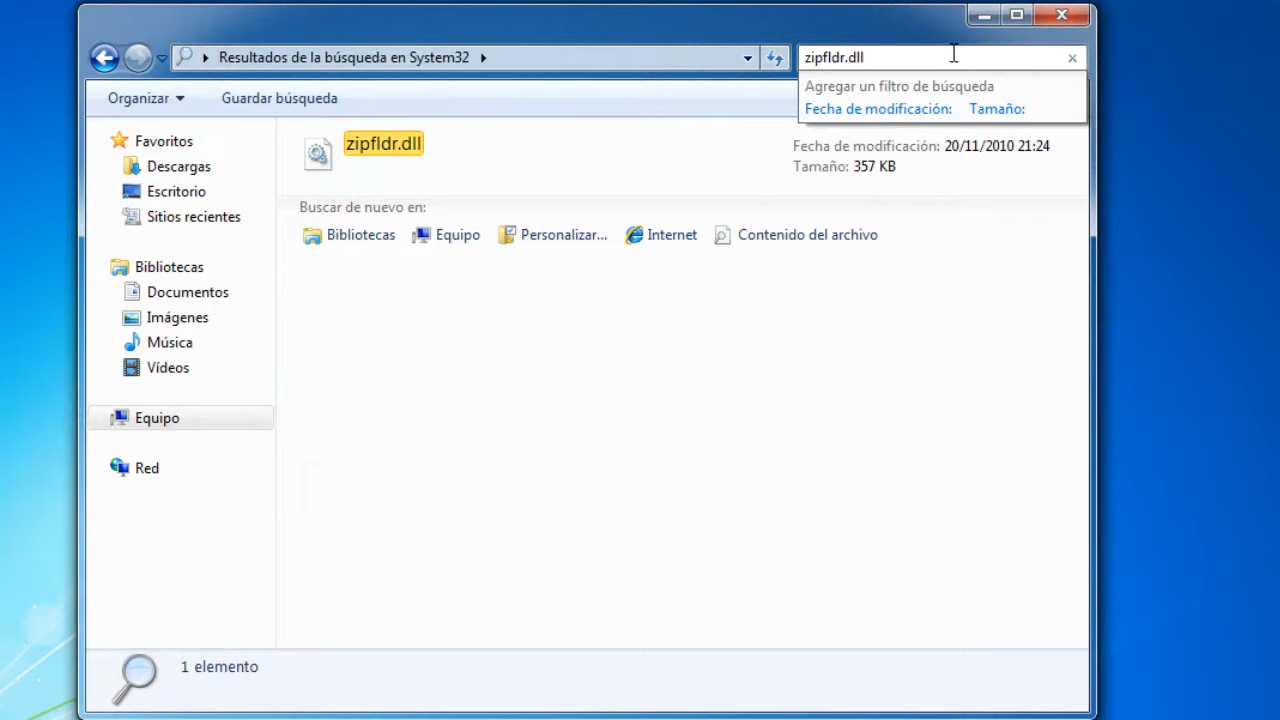 Resultados de la búsqueda en System32
zipfldr.dll
Organizar
Guardar búsqueda
Agregar un filtro de búsqueda
Fecha de modificación: Tamaño:
Favoritos
Descargas
Escritorio
Sitios recientes
Bibliotecas
Documentos
Imágenes
Música
Vídeos
Equipo
Red
zipfldr.dll
Fecha de modificación: 20/11/2010 21:24
Tamaño: 357 KB
Buscar de nuevo en:
Bibliotecas Equipo Personalizar... Internet Contenido del archivo
1 elemento